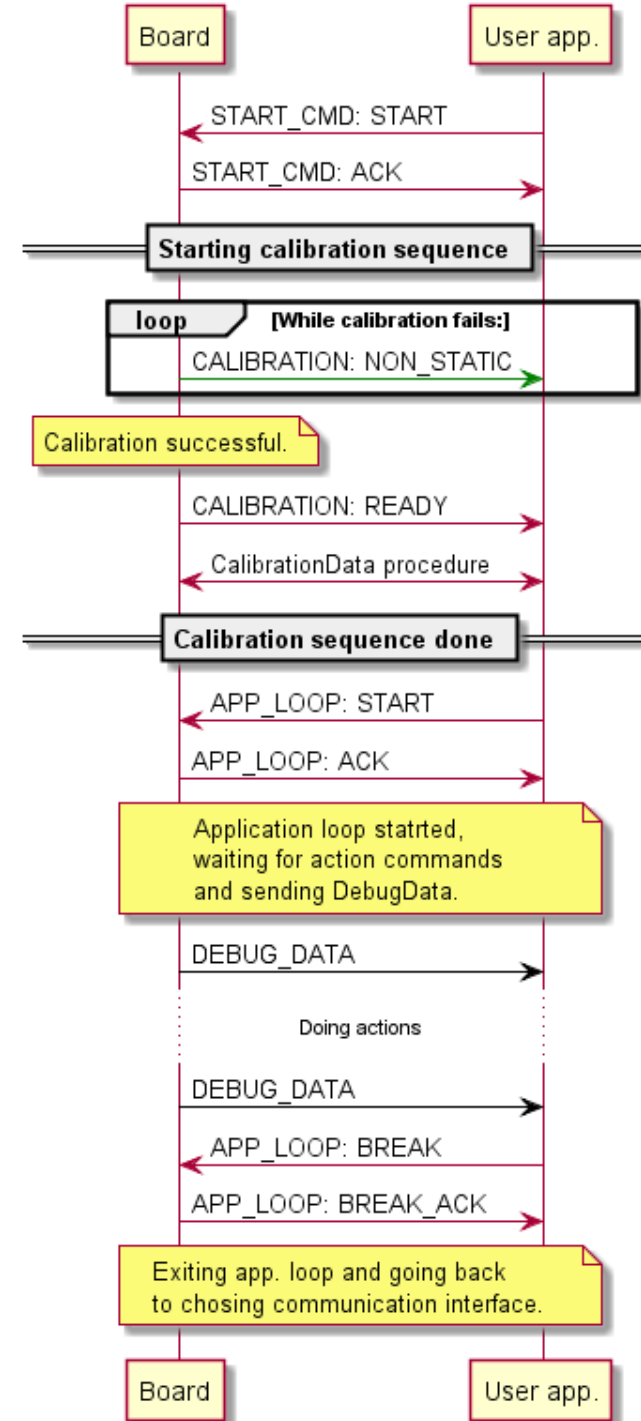 Board
User app.
START_CMD: START
START_CMD: ACK
Starting calibration sequence
loop
[While calibration fails:]
CALIBRATION: NON_STATIC
Calibration successful.
CALIBRATION: READY
CalibrationData procedure
Calibration sequence done
APP_LOOP: START
APP_LOOP: ACK
Application loop statrted,
waiting for action commands
and sending DebugData.
DEBUG_DATA
Doing actions
DEBUG_DATA
APP_LOOP: BREAK
APP_LOOP: BREAK_ACK
Exiting app. loop and going back
to chosing communication interface.
Board
User app.